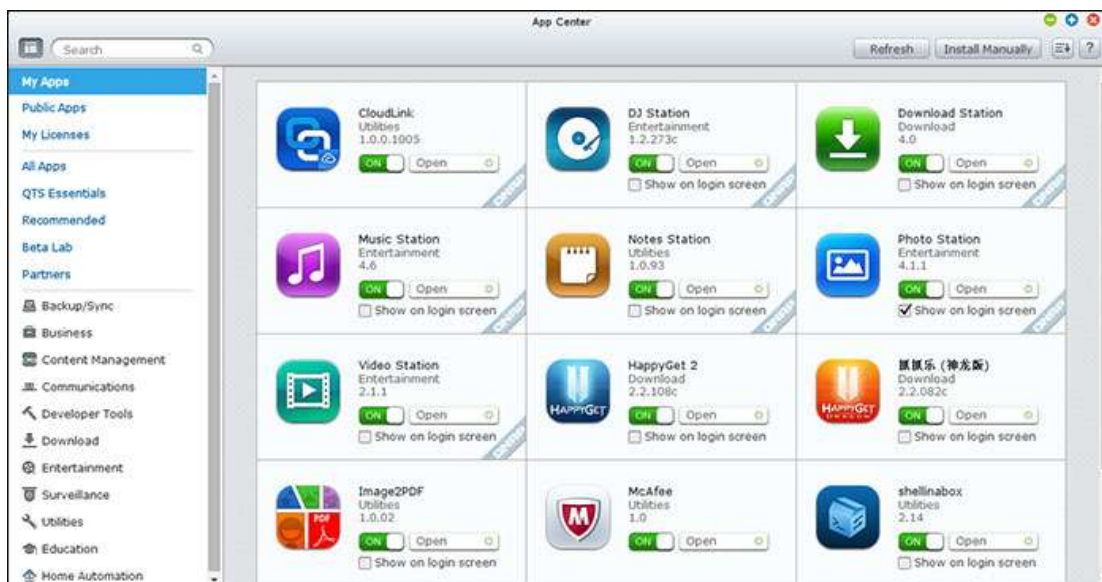 App Center
Search
Refresh
Install Manually
?
My Apps
Public Apps
My Licenses
All Apps
QTS Essentials
Recommended
Beta Lab
Partners
Backup/Sync
Business
Content Management
Communications
Developer Tools
Download
Entertainment
Surveillance
Utilities
Education
Home Automation
CloudLink
Utilities
1.0.0.1005
ON
Open
QNAP
DJ Station
Entertainment
1.2.273c
ON
Open
Show on login screen
QNAP
Download Station
Download
4.0
ON
Open
Show on login screen
QNAP
Music Station
Entertainment
4.6
ON
Open
Show on login screen
QNAP
Notes Station
Utilities
1.0.93
ON
Open
Show on login screen
QNAP
Photo Station
Entertainment
4.1.1
ON
Open
Show on login screen
QNAP
Video Station
Entertainment
2.1.1
ON
Open
Show on login screen
QNAP
HAPPYGET
HappyGet 2
Download
2.2.108c
ON
Open
Show on login screen
HAPPYGET
DRAGON
抓抓乐 (神龙版)
Download
2.2.082c
ON
Open
Show on login screen
PDF
Image2PDF
Utilities
1.0.02
ON
Open
Show on login screen
M
McAfee
Utilities
1.0
ON
Open
shellinabox
Utilities
2.14
ON
Open
Show on login screen